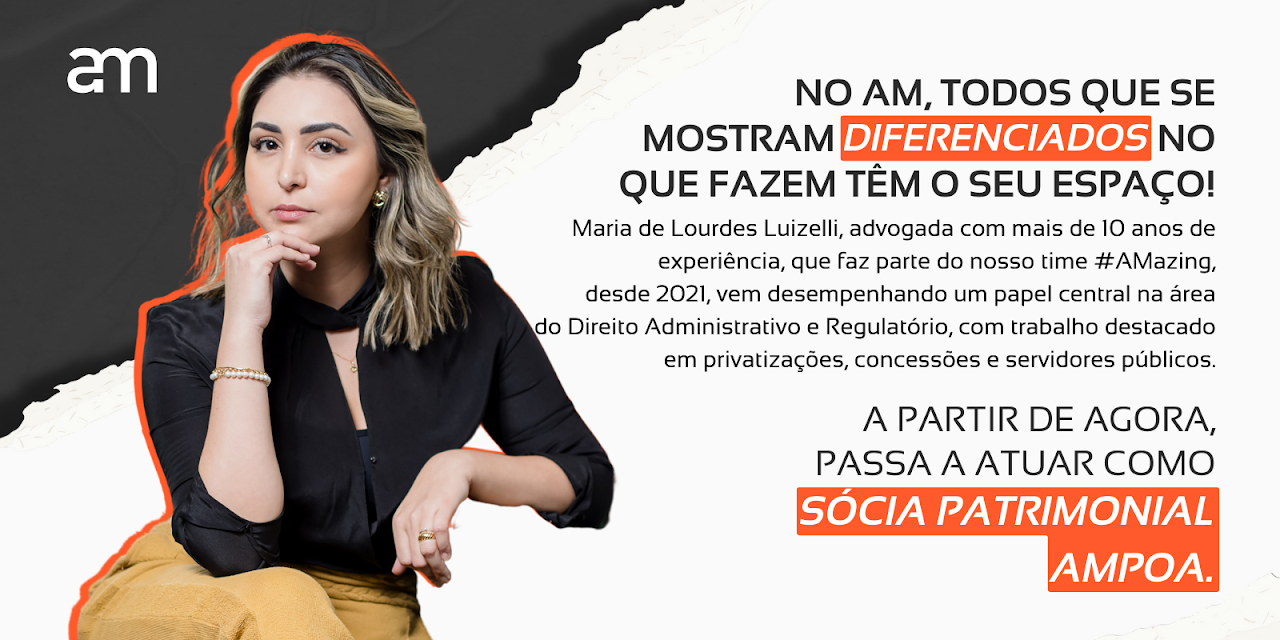 am
NO AM, TODOS QUE SE
MOSTRAM DIFERENCIADOS NO
QUE FAZEM TÊM O SEU ESPAÇO!
Maria de Lourdes Luizelli, advogada com mais de 10 anos de
experiência, que faz parte do nosso time #AMazing,
desde 2021, vem desempenhando um papel central na área
do Direito Administrativo e Regulatório, com trabalho destacado
em privatizações, concessões e servidores públicos.
A PARTIR DE AGORA,
PASSA A ATUAR COMO
SÓCIA PATRIMONIAL
AMPOA.